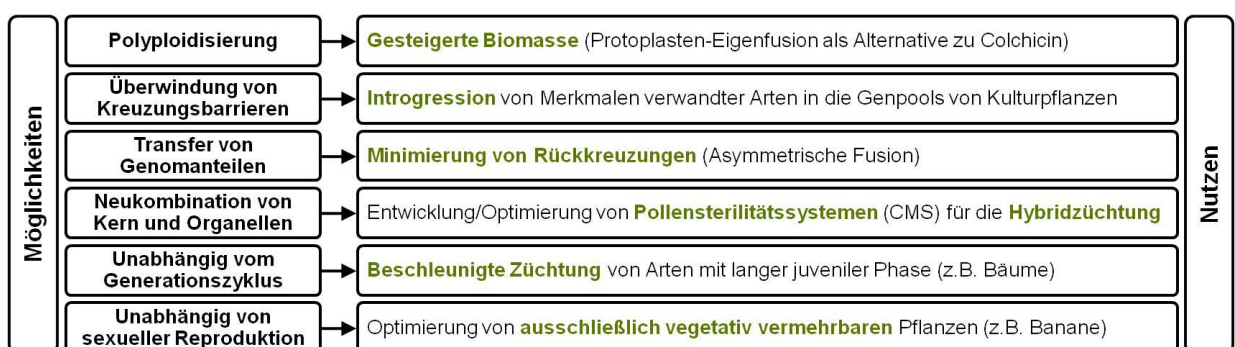 Möglichkeiten
Polyploidisierung
Gesteigerte Biomasse (Protoplasten-Eigenfusion als Alternative zu Colchicin)
Überwindung von
Kreuzungsbarrieren
Introgression von Merkmalen verwandter Arten in die Genpools von Kulturpflanzen
Transfer von
Genomanteilen
Minimierung von Rückkreuzungen (Asymmetrische Fusion)
Neukombination von
Kern und Organellen
Entwicklung/Optimierung von Pollensterilitätssystemen (CMS) für die Hybridzüchtung
Unabhängig vom
Generationszyklus
Beschleunigte Züchtung von Arten mit langer juveniler Phase (z.B. Bäume)
Unabhängig von
sexueller Reproduktion
Optimierung von ausschließlich vegetativ vermehrbaren Pflanzen (z.B. Banane)
Nutzen